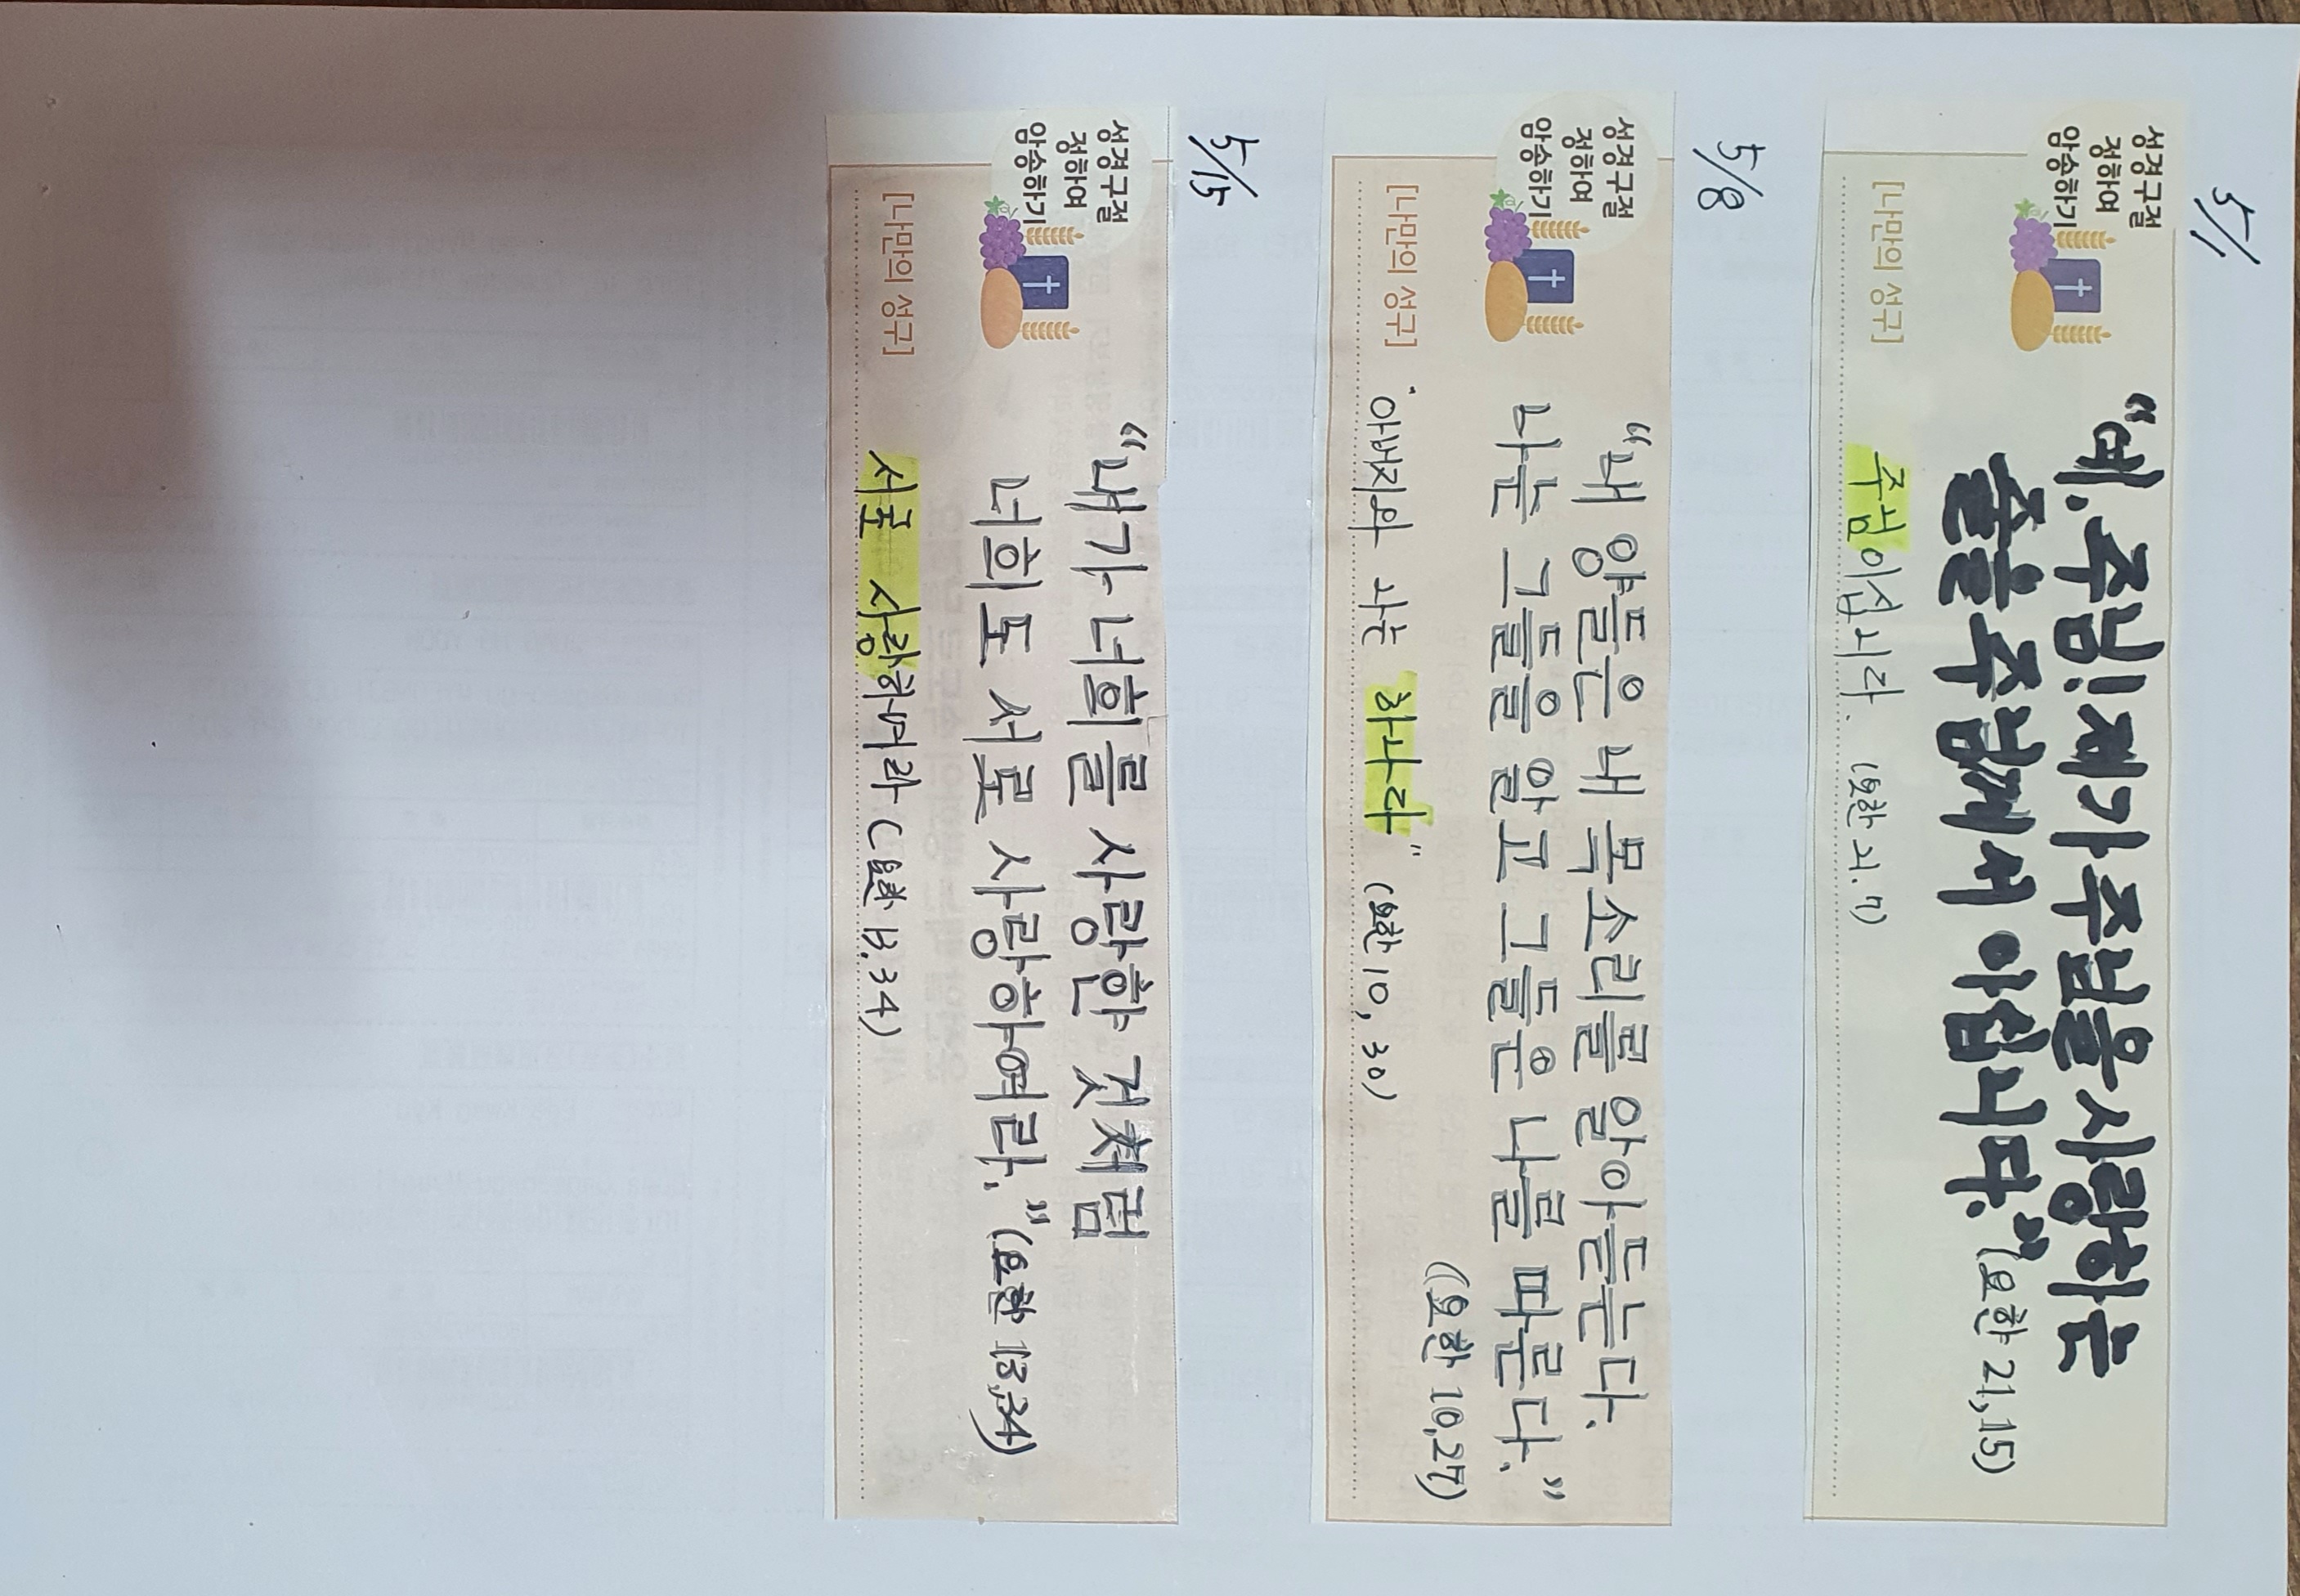 5/1
성경구절
정하여
암송하기
"예, 주님! 제가 주님을 사랑하는
줄을 주님께서 아십니다."(요한 21,15)
[나만의 성구] 주님이십니다. (요한 21.7)
5/8
성경구절
정하여
암송하기
"내 양들은 내 목소리를 알아듣는다.
나는 그들을 알고 그들은 나를 따른다."
(요한 10,27)
[나만의 성구] "아버지와 나는 하나다" (요한 10, 30)
5/15
성경구절
정하여
암송하기
"내가 너희를 사랑한 것처럼
너희도 서로 사랑하여라."(요한 13,34)
[나만의 성구] 서로 사랑하여라 (요한 13.34)